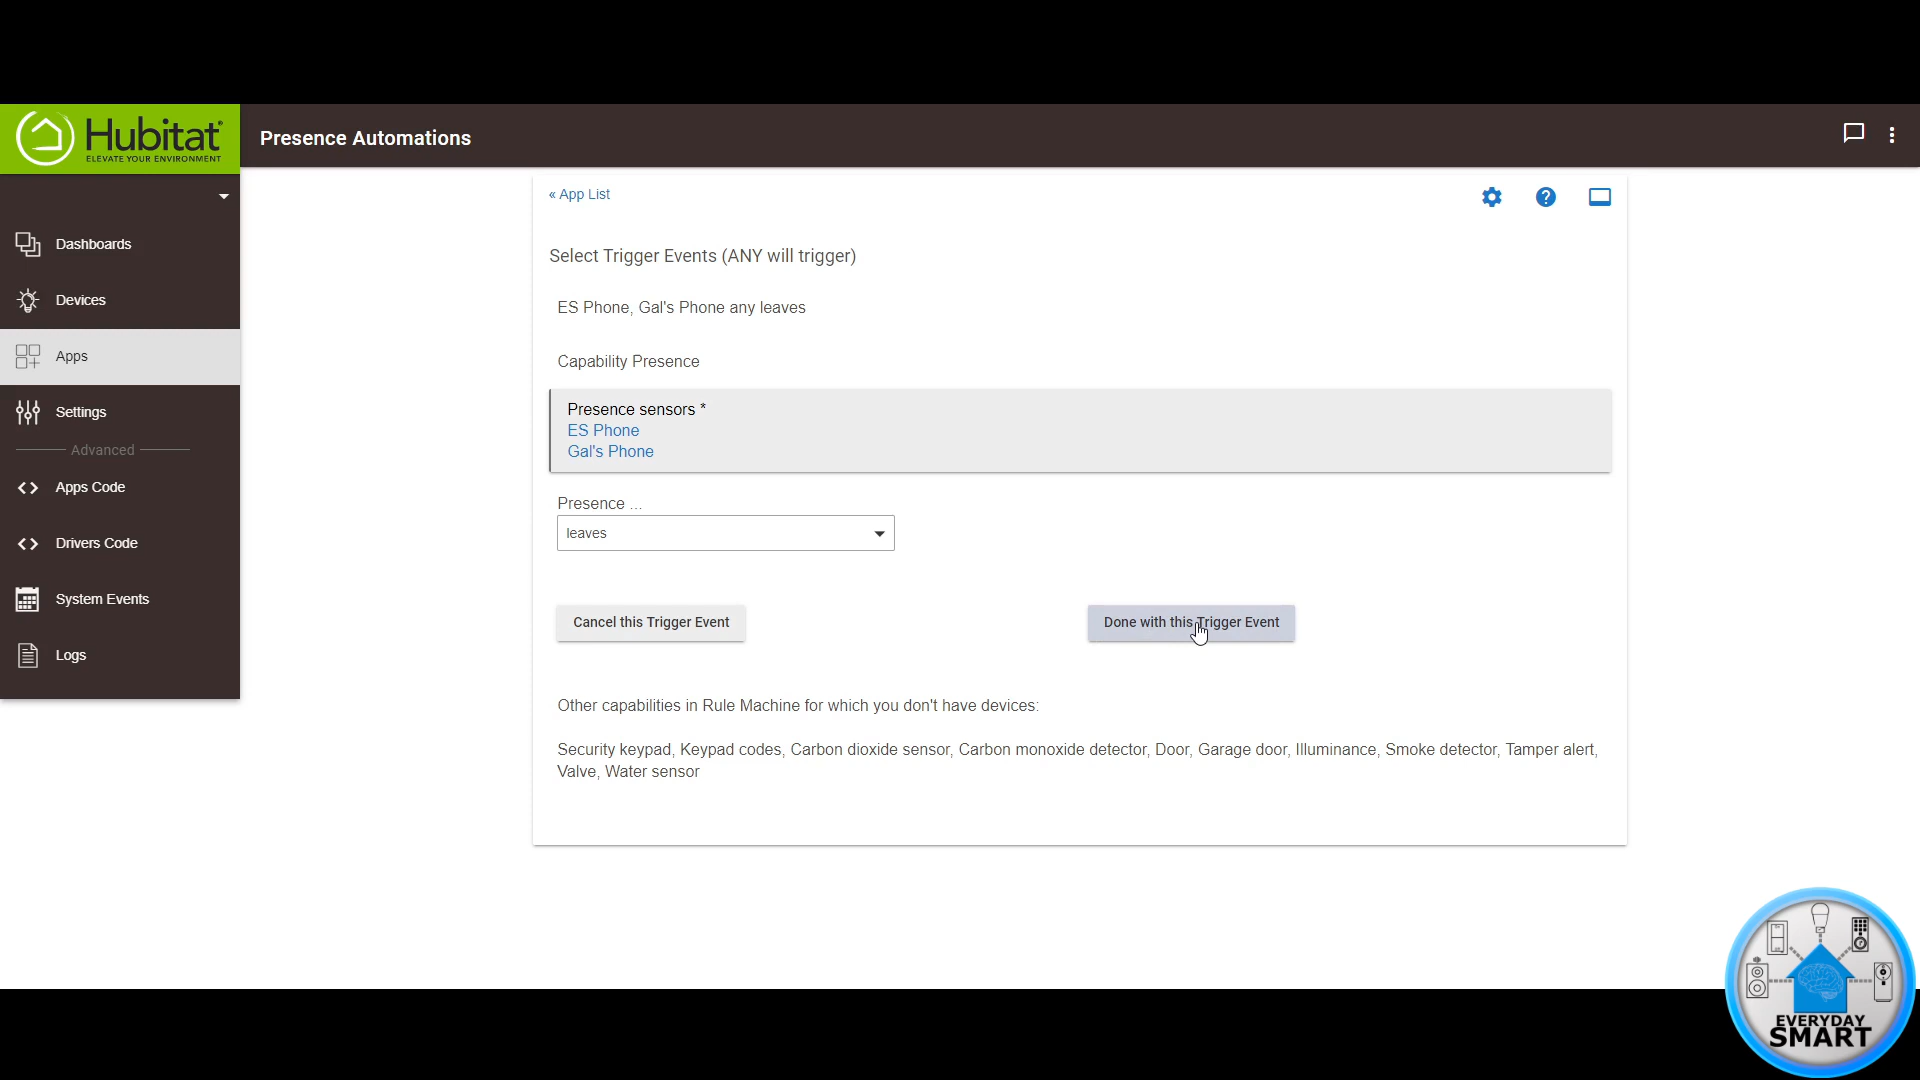 Hubitat®
ELEVATE YOUR ENVIRONMENT
Presence Automations
Dashboards
Devices
Apps
Settings
Advanced
Apps Code
Drivers Code
System Events
Logs
« App List
Select Trigger Events (ANY will trigger)
ES Phone, Gal's Phone any leaves
Capability Presence
Presence sensors *
ES Phone
Gal's Phone
Presence ...
leaves
Cancel this Trigger Event
Done with this Trigger Event
Other capabilities in Rule Machine for which you don't have devices:
Security keypad, Keypad codes, Carbon dioxide sensor, Carbon monoxide detector, Door, Garage door, Illuminance, Smoke detector, Tamper alert,
Valve, Water sensor
EVERYDAY
SMART